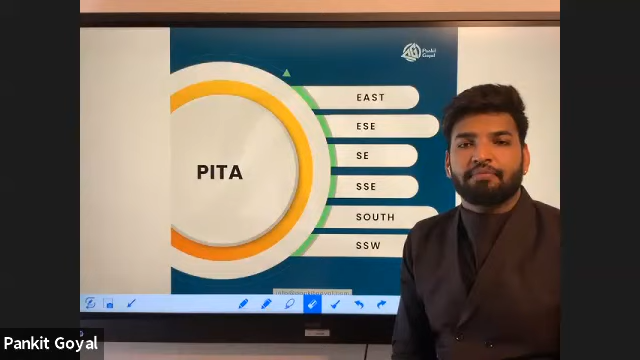 Pankit
Goyal
EAST
ESE
SE
PITA
SSE
SOUTH
SSW
Pankit Goyal